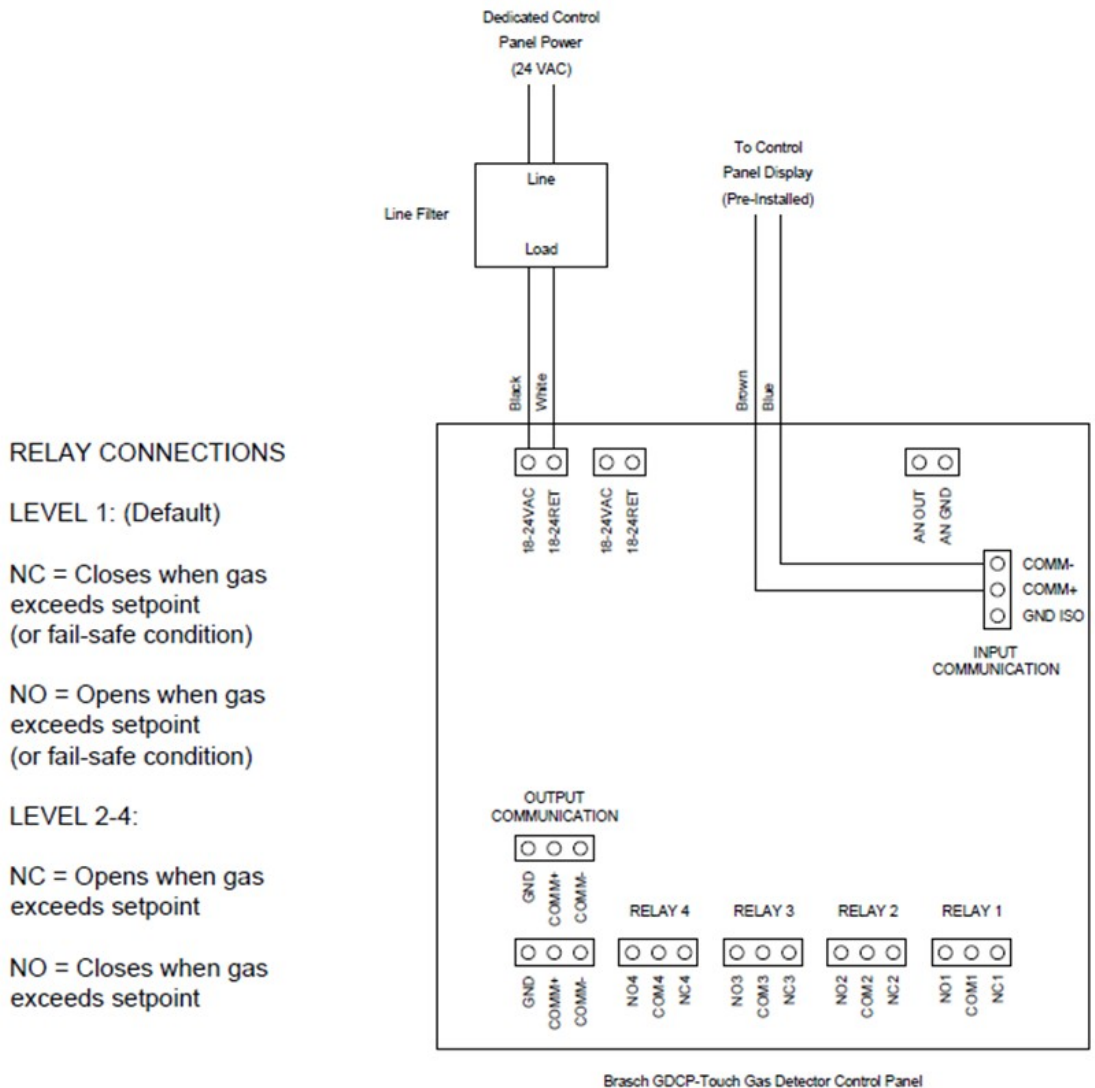 Dedicated Control
Panel Power
(24 VAC)
To Control
Panel Display
(Pre-Installed)
Line
Line Filter
Load
Black
White
Brown
Blue
RELAY CONNECTIONS
LEVEL 1: (Default)
NC = Closes when gas
exceeds setpoint
(or fail-safe condition)
NO = Opens when gas
exceeds setpoint
(or fail-safe condition)
LEVEL 2-4:
NC = Opens when gas
exceeds setpoint
NO = Closes when gas
exceeds setpoint
18-24VAC
18-24RET
18-24VAC
18-24RET
AN OUT
AN GND
COMM-
COMM+
GND ISO
INPUT
COMMUNICATION
OUTPUT
COMMUNICATION
GND
COMM+
COMM-
RELAY 4
RELAY 3
RELAY 2
RELAY 1
GND
COMM+
COMM-
NO4
COM4
NC4
NO3
COM3
NC3
NO2
COM2
NC2
NO1
COM1
NC1
Brasch GDCP-Touch Gas Detector Control Panel